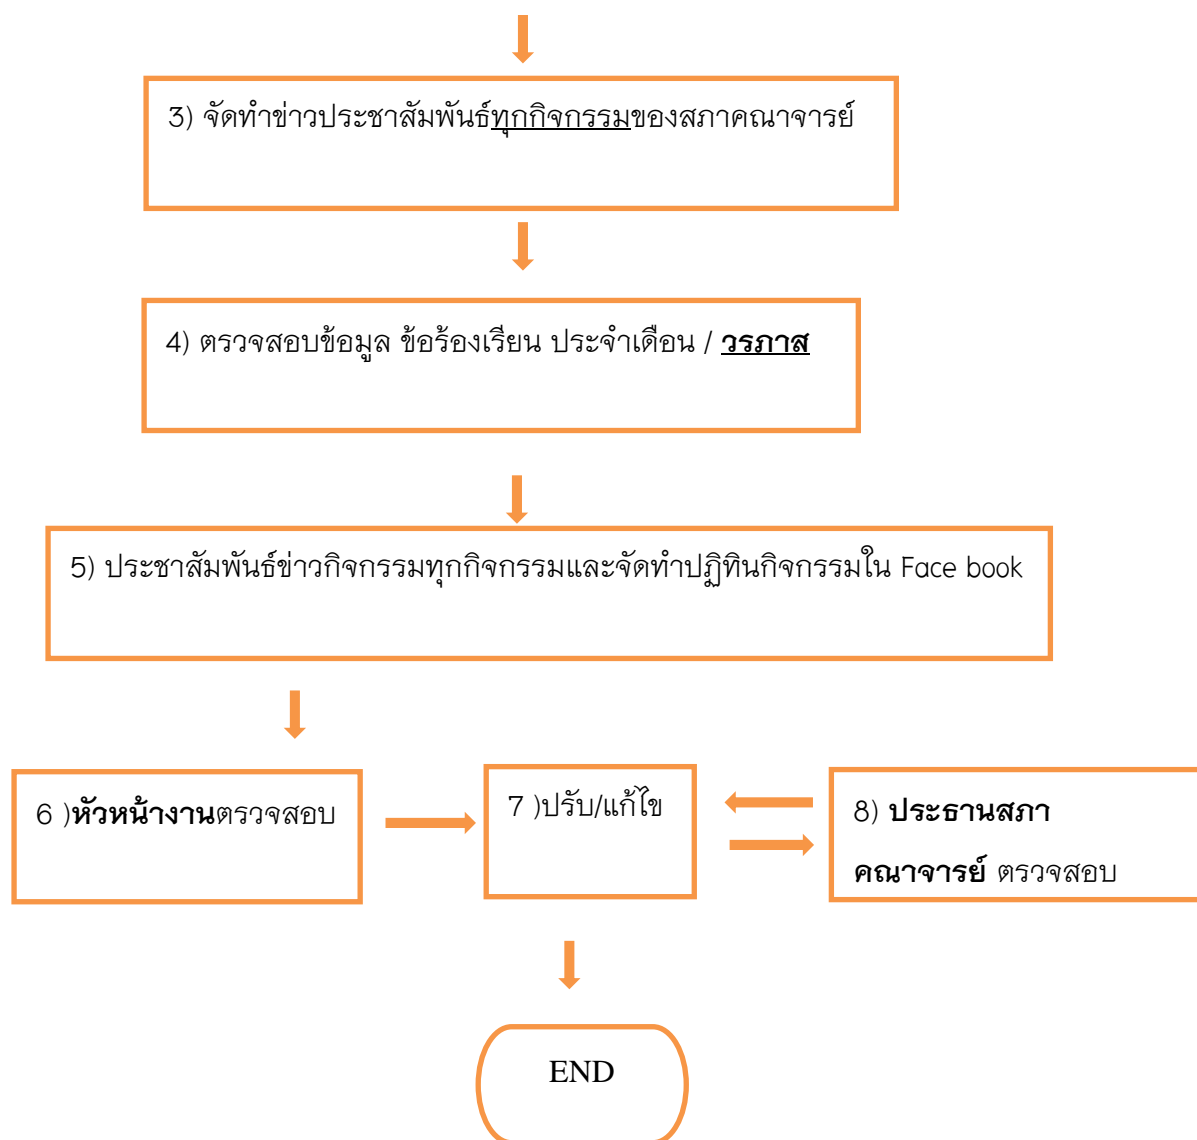 3) จัดทำข่าวประชาสัมพันธ์ทุกกิจกรรมของสภาคณาจารย์
4) ตรวจสอบข้อมูล ข้อร้องเรียน ประจำเดือน / วรภาส
5) ประชาสัมพันธ์ข่าวกิจกรรมทุกกิจกรรมและจัดทำปฏิทินกิจกรรมใน Face book
6 )หัวหน้างานตรวจสอบ
7 )ปรับ/แก้ไข
8) ประธานสภา
คณาจารย์ ตรวจสอบ
END